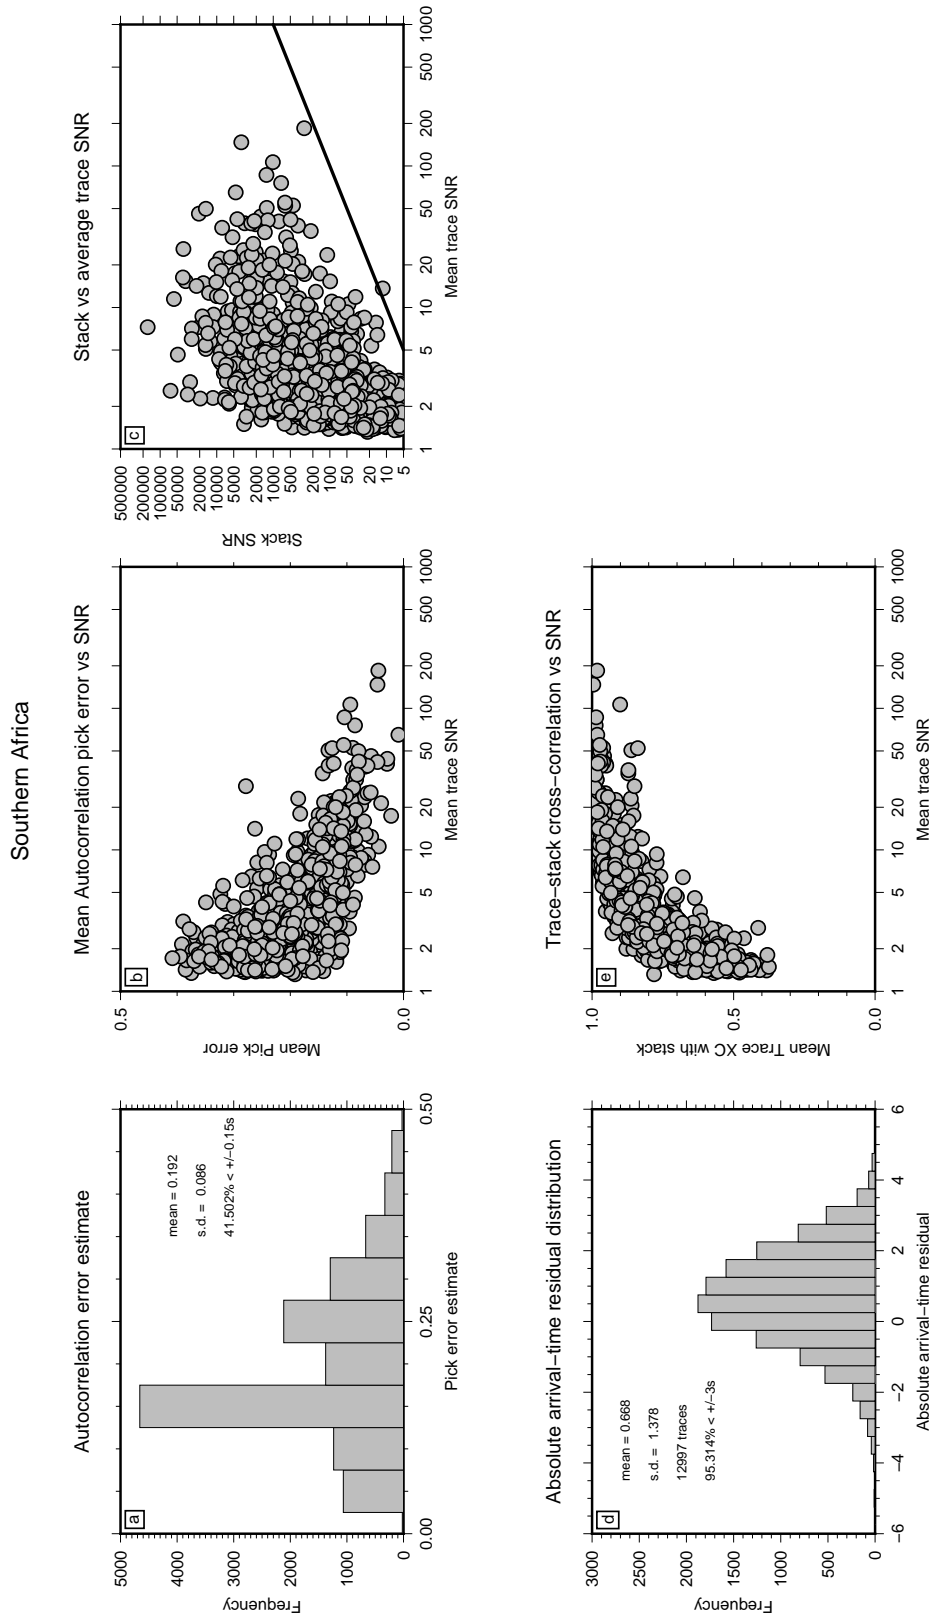 Southern Africa
a
Autocorrelation error estimate
mean = 0.192
s.d. = 0.086
41.502% < +/−0.15s
Frequency
0
1000
2000
3000
4000
5000
0.00
0.25
0.50
Pick error estimate
b
Mean Autocorrelation pick error vs SNR
Mean Pick error
0.0
0.5
1
2
5
10
20
50
100
200
500
1000
Mean trace SNR
c
Stack vs average trace SNR
Stack SNR
5
10
20
50
100
200
500
1000
2000
5000
10000
20000
50000
100000
200000
500000
1
2
5
10
20
50
100
200
500
1000
Mean trace SNR
d
Absolute arrival−time residual distribution
mean = 0.668
s.d. = 1.378
12997 traces
95.314% < +/−3s
Frequency
0
500
1000
1500
2000
2500
3000
−6
−4
−2
0
2
4
6
Absolute arrival−time residual
e
Trace−stack cross−correlation vs SNR
Mean Trace XC with stack
0.0
0.5
1.0
1
2
5
10
20
50
100
200
500
1000
Mean trace SNR